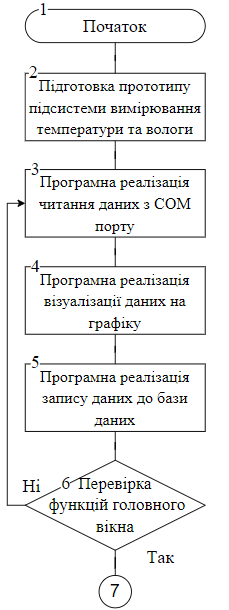 1
Початок
2
Підготовка прототипу
підсистеми вимірювання
температури та вологи
3
Програмна реалізація
читання даних з COM
порту
4
Програмна реалізація
візуалізації даних на
графіку
5
Програмна реалізація
запису даних до бази
даних
6 Перевірка
функцій головного
вікна
Ні
Так
7